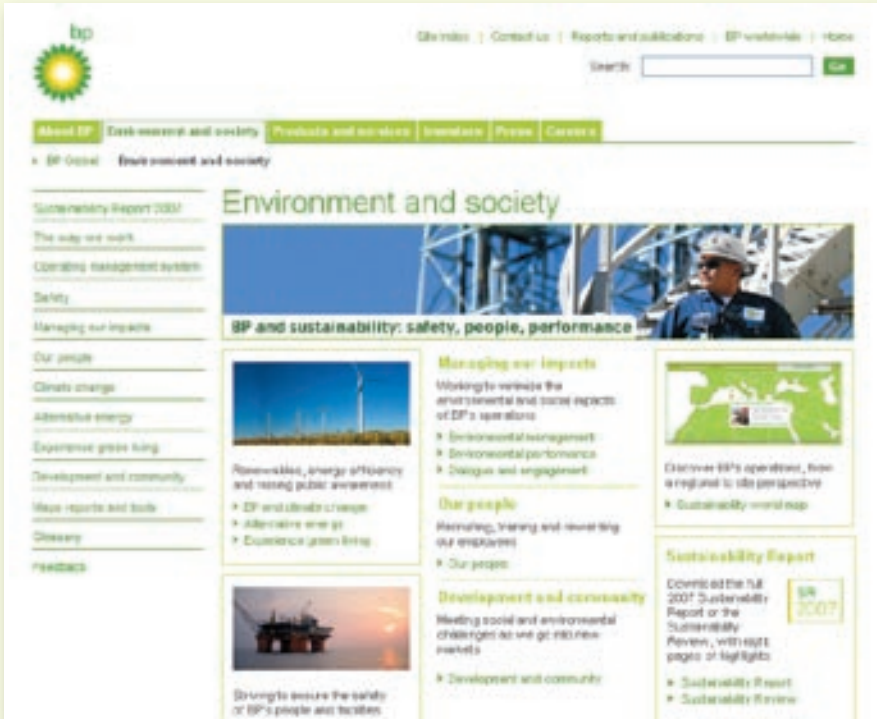 bp
Site index | Contact us | Reports and publications | BP worldwide | Home
Search: Go
About BP Environment and society Products and services Investors Press Careers
BP Global Environment and society
Sustainability Report 2007
The way we work
Operating management system
Safety
Managing our impacts
Our people
Climate change
Alternative energy
Experience green living
Development and community
Maps reports and tools
Glossary
Feedback
Environment and society
BP and sustainability: safety, people, performance
Renewables, energy efficiency
and raising public awareness
BP and climate change
Alternative energy
Experience green living
Striving to ensure the safety
of BP's people and facilities
Managing our impacts
Working to minimize the
environmental and social impacts
of BP's operations
Environmental management
Environmental performance
Dialogue and engagement
Our people
Recruiting, training and rewarding
our employees
Our people
Development and community
Meeting social and environmental
challenges as we go into new
markets
Development and community
Discover BP's operations, from
a regional to site perspective
Sustainability world map
Sustainability Report
Download the full
2007 Sustainability
Report or the
Sustainability
Review, with
pages of highlights
SR
2007
Sustainability Report
Sustainability Review